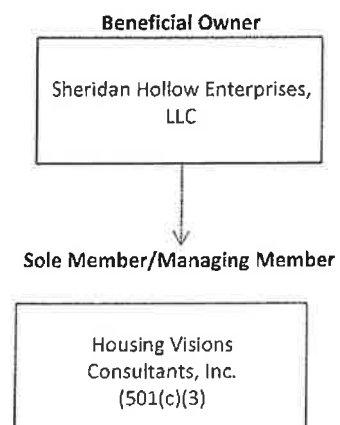 Beneficial Owner
Sheridan Hollow Enterprises,
LLC
Sole Member/Managing Member
Housing Visions
Consultants, Inc.
(501(c)(3)